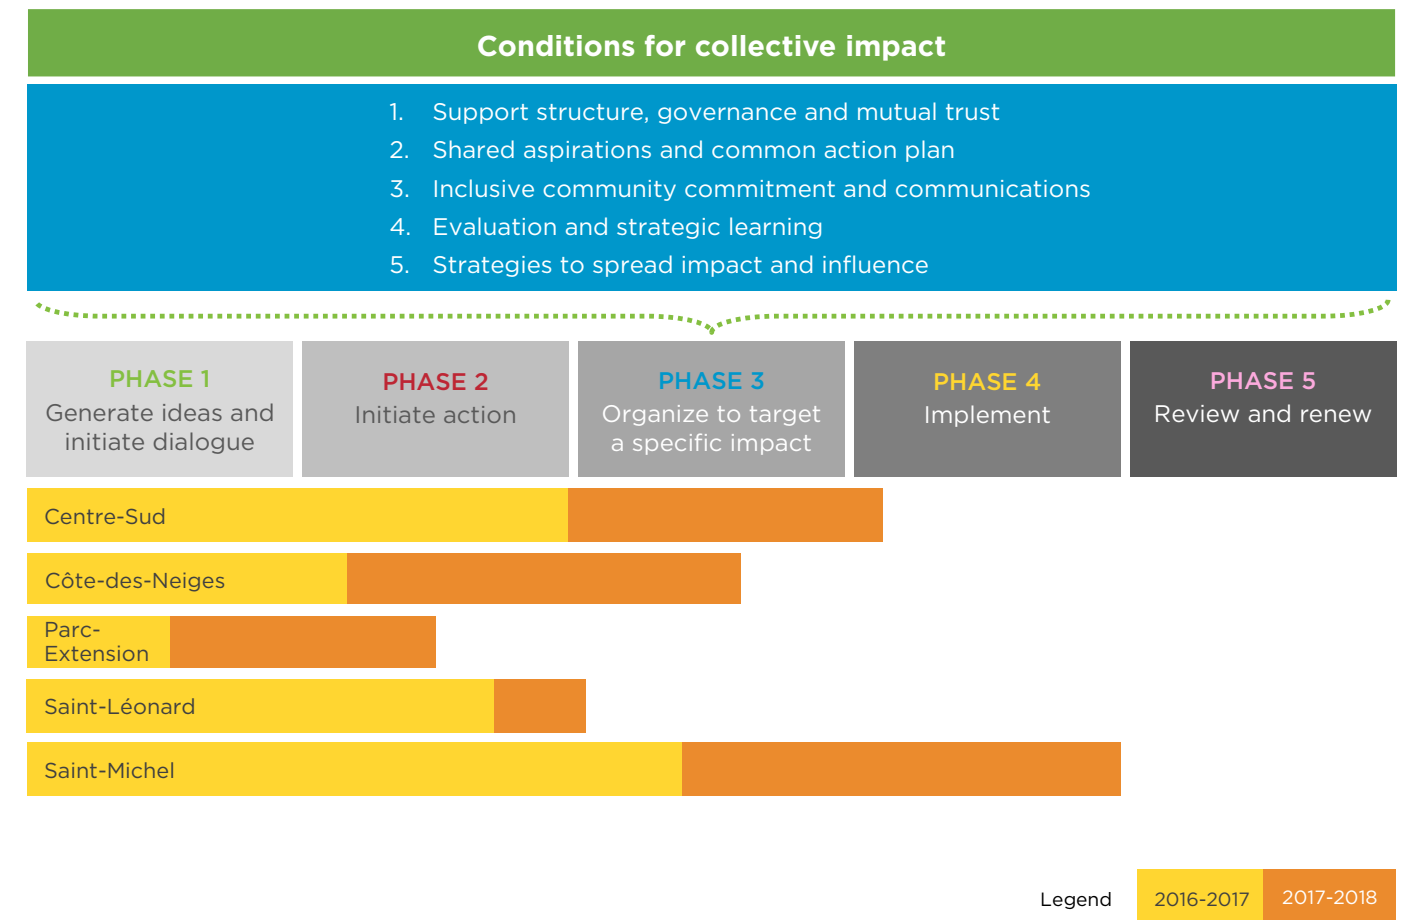 Conditions for collective impact
1. Support structure, governance and mutual trust
2. Shared aspirations and common action plan
3. Inclusive community commitment and communications
4. Evaluation and strategic learning
5. Strategies to spread impact and influence
PHASE 1
Generate ideas and
initiate dialogue
PHASE 2
Initiate action
PHASE 3
Organize to target
a specific impact
PHASE 4
Implement
PHASE 5
Review and renew
Centre-Sud
Côte-des-Neiges
Parc-
Extension
Saint-Léonard
Saint-Michel
Legend
2016-2017
2017-2018